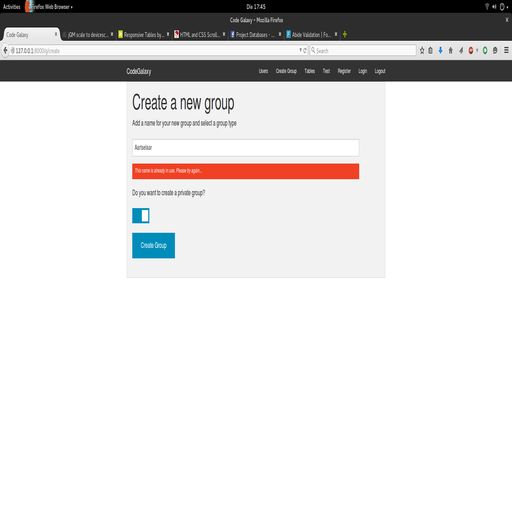 Activities Firefox Web Browser ▾ Die 17:45
Code Galaxy - Mozilla Firefox
Code Galaxy × jQM scale to devicesc... × Responsive Tables by... × HTML and CSS Scroll... × Project Databases - ... × Abide Validation | Fo... ×
127.0.0.1:8000/g/create Search
CodeGalaxy Users Create Group Tables Test Register Login Logout
Create a new group
Add a name for your new group and select a group type
This name is already in use. Please try again...
Do you want to create a private group?
Create Group